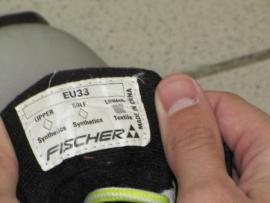 EU33
UPPER SOLE LINING
Synthetics Synthetics Textile
FISCHER
MADE IN CHINA